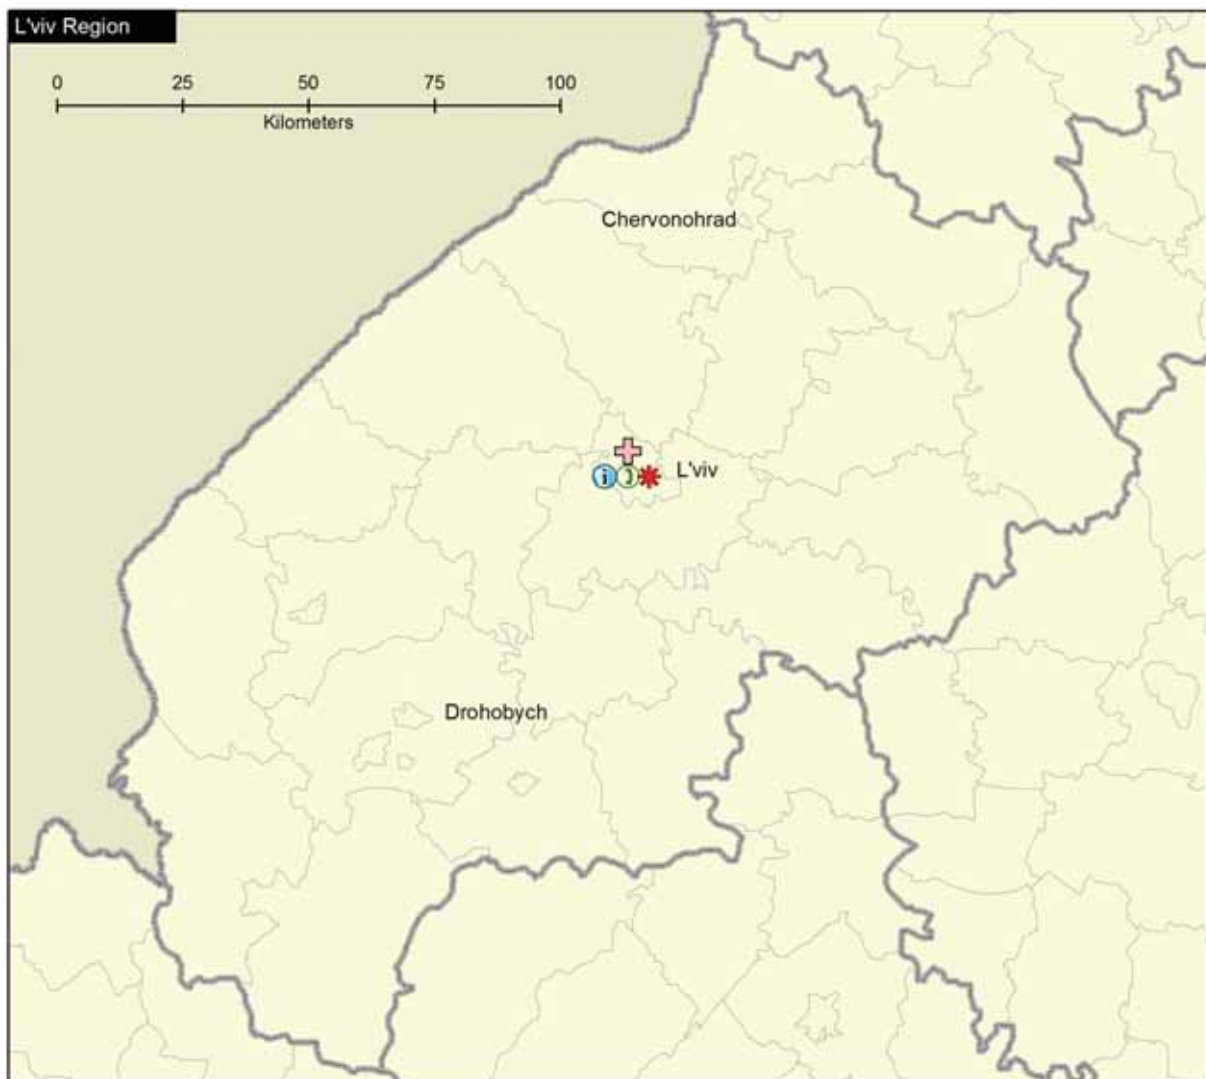 L'viv Region
0 25 50 75 100
Kilometers
Chervonohrad
i
L'viv
Drohobych